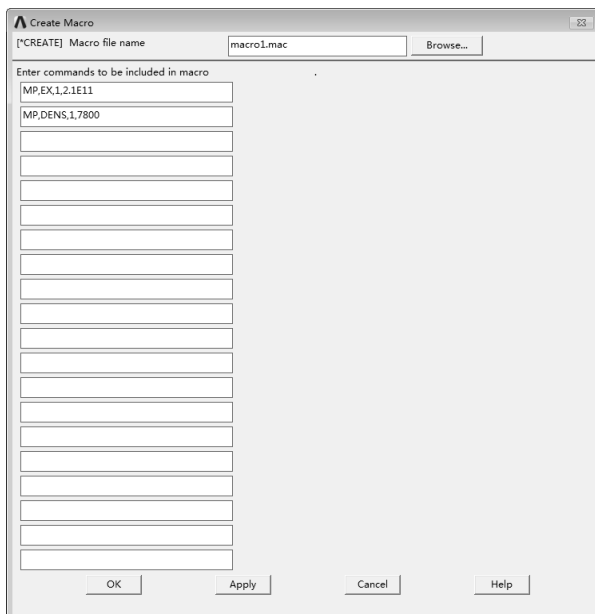 Create Macro
[*CREATE] Macro file name macro1.mac Browse...
Enter commands to be included in macro .
MP,EX,1,2.1E11
MP,DENS,1,7800
OK Apply Cancel Help